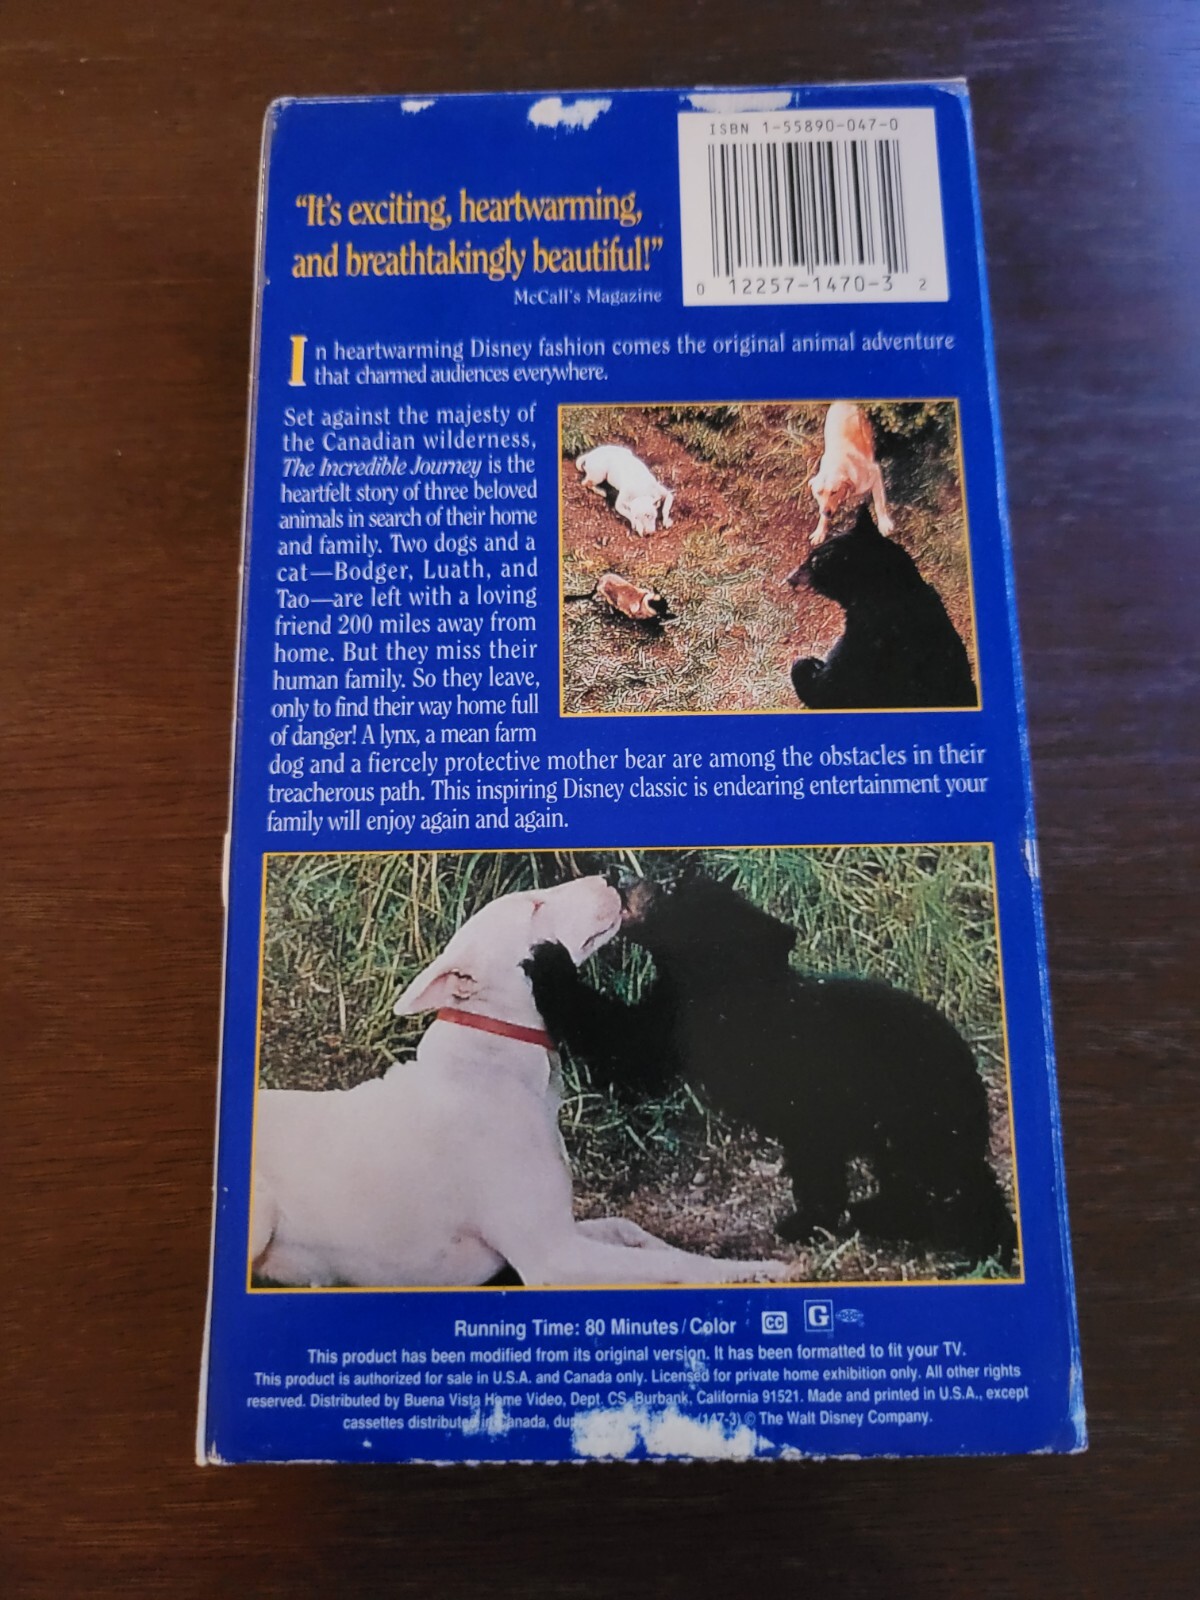 ISBN 1-55890-047-0
0 12257-1470-3 2
“It's exciting, heartwarming,
and breathtakingly beautiful!”
McCall's Magazine
In heartwarming Disney fashion comes the original animal adventure
that charmed audiences everywhere.
Set against the majesty of
the Canadian wilderness,
The Incredible Journey is the
heartfelt story of three beloved
animals in search of their home
and family. Two dogs and a
cat—Bodger, Luath, and
Tao—are left with a loving
friend 200 miles away from
home. But they miss their
human family. So they leave,
only to find their way home full
of danger! A lynx, a mean farm
dog and a fiercely protective mother bear are among the obstacles in their
treacherous path. This inspiring Disney classic is endearing entertainment your
family will enjoy again and again.
Running Time: 80 Minutes/Color CC G
This product has been modified from its original version. It has been formatted to fit your TV.
This product is authorized for sale in U.S.A. and Canada only. Licensed for private home exhibition only. All other rights
reserved. Distributed by Buena Vista Home Video, Dept. CS, Burbank, California 91521. Made and printed in U.S.A., except
cassettes distributed in Canada, (147-3) © The Walt Disney Company.